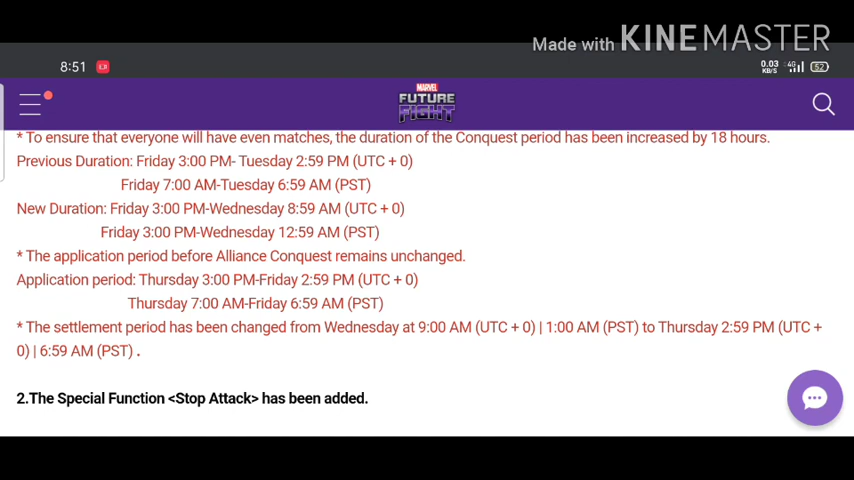 Made with KINEMASTER
8:51
0.03 KB/S 4G 52
MARVEL
FUTURE
FIGHT
* To ensure that everyone will have even matches, the duration of the Conquest period has been increased by 18 hours.
Previous Duration: Friday 3:00 PM- Tuesday 2:59 PM (UTC + 0)
Friday 7:00 AM-Tuesday 6:59 AM (PST)
New Duration: Friday 3:00 PM-Wednesday 8:59 AM (UTC + 0)
Friday 3:00 PM-Wednesday 12:59 AM (PST)
* The application period before Alliance Conquest remains unchanged.
Application period: Thursday 3:00 PM-Friday 2:59 PM (UTC + 0)
Thursday 7:00 AM-Friday 6:59 AM (PST)
* The settlement period has been changed from Wednesday at 9:00 AM (UTC + 0) | 1:00 AM (PST) to Thursday 2:59 PM (UTC +
0) | 6:59 AM (PST) .
2.The Special Function <Stop Attack> has been added.